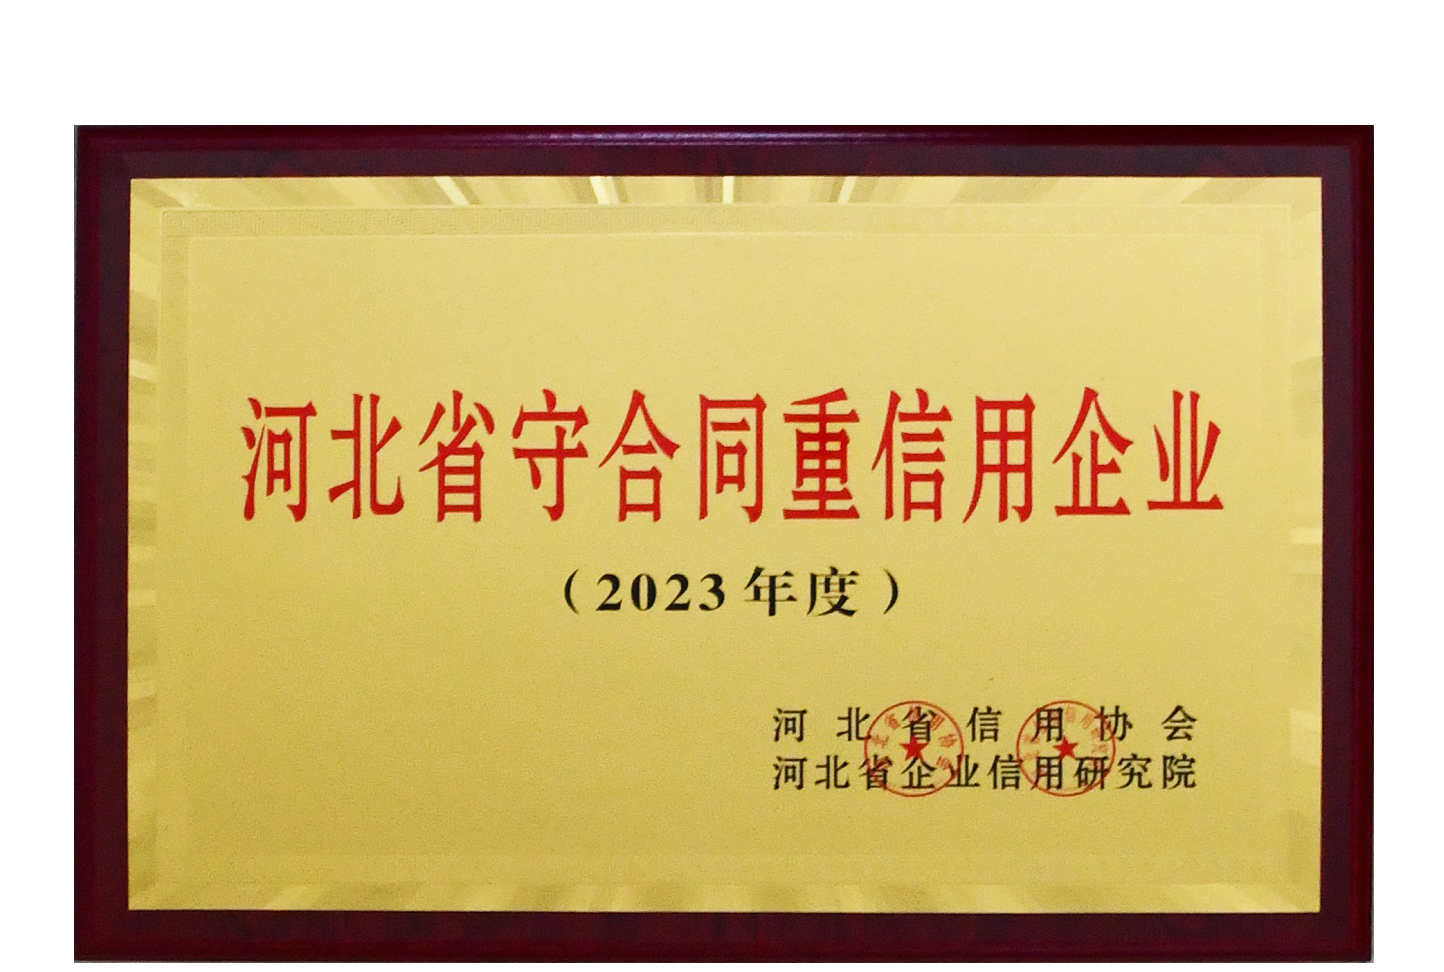 河北省守合同重信用企业
（2023年度）
河北省信用协会
河北省企业信用研究院